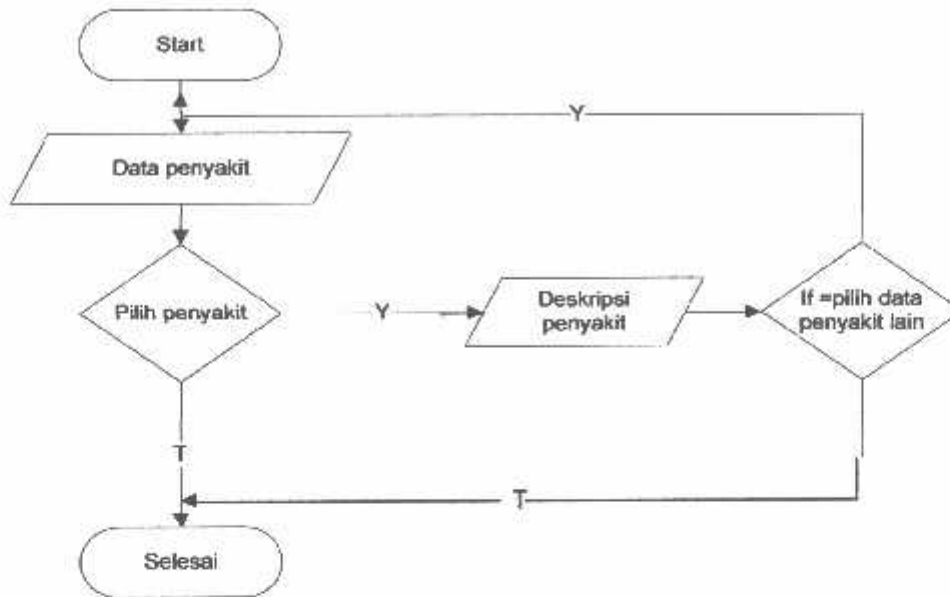 Start
Y
Data penyakit
Pilih penyakit
Y
Deskripsi
penyakit
If =pilih data
penyakit lain
T
T
Selesai